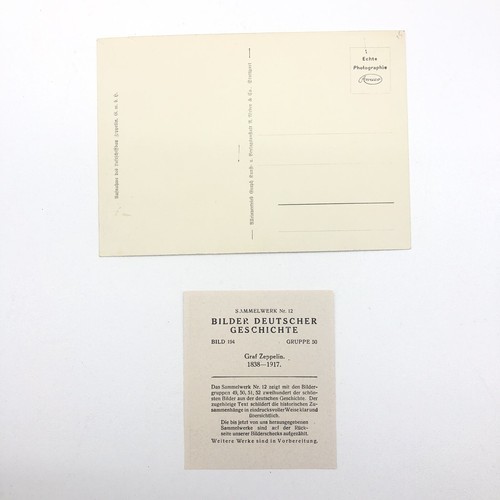 Echte
Photographie
SAMMELWERK Nr. 12
BILDER DEUTSCHER
GESCHICHTE
BILD 194 GRUPPE 50
Graf Zeppelin.
1838—1917.
Das Sammelwerk Nr. 12 zeigt mit den Bilder-
gruppen 49, 50, 51, 52 zweihundert der schön-
sten Bilder aus der deutschen Geschichte. Der
zugehörige Text schildert die historischen Zu-
sammenhänge in eindrucksvoller Weise klar und
übersichtlich.
Die bis jetzt von uns herausgegebenen
Sammelwerke sind auf der Rück-
seite unserer Bilderschecks aufgezählt.
Weitere Werke sind in Vorbereitung.